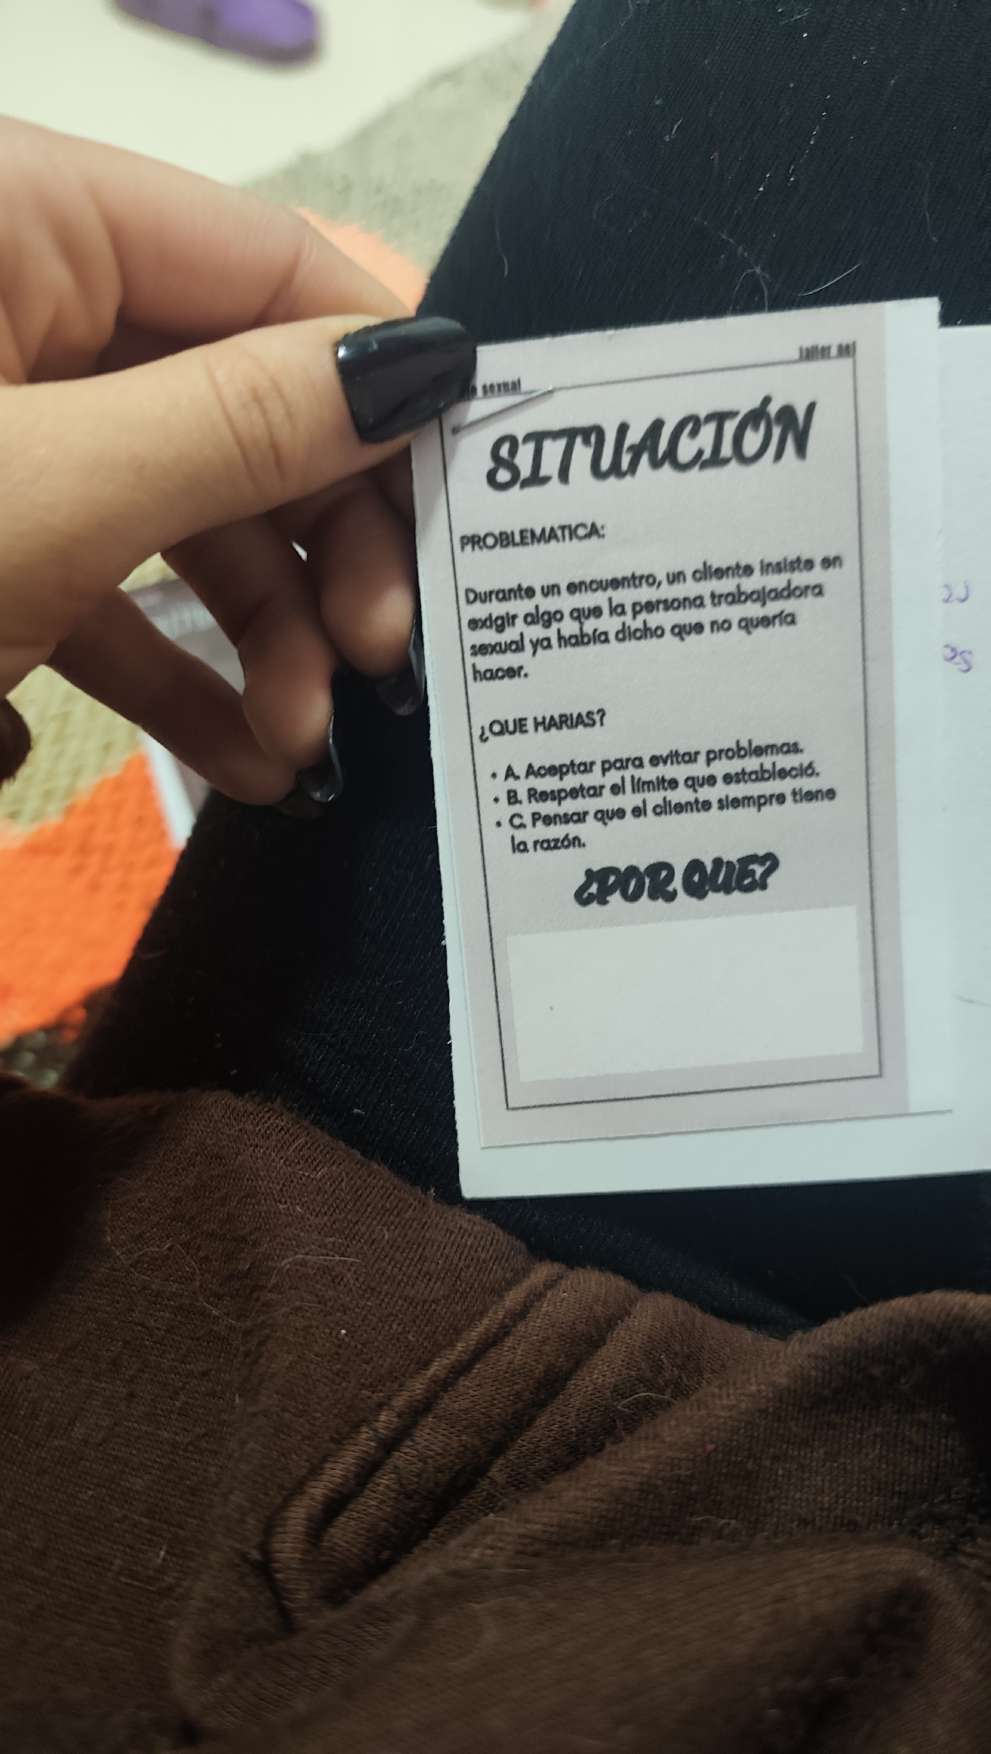 sexual
taller
SITUACIÓN
PROBLEMATICA:
Durante un encuentro, un cliente insiste en
exigir algo que la persona trabajadora
sexual ya había dicho que no quería
hacer.
¿QUE HARIAS?
• A. Aceptar para evitar problemas.
• B. Respetar el límite que estableció.
• C. Pensar que el cliente siempre tiene
la razón.
¿POR QUE?